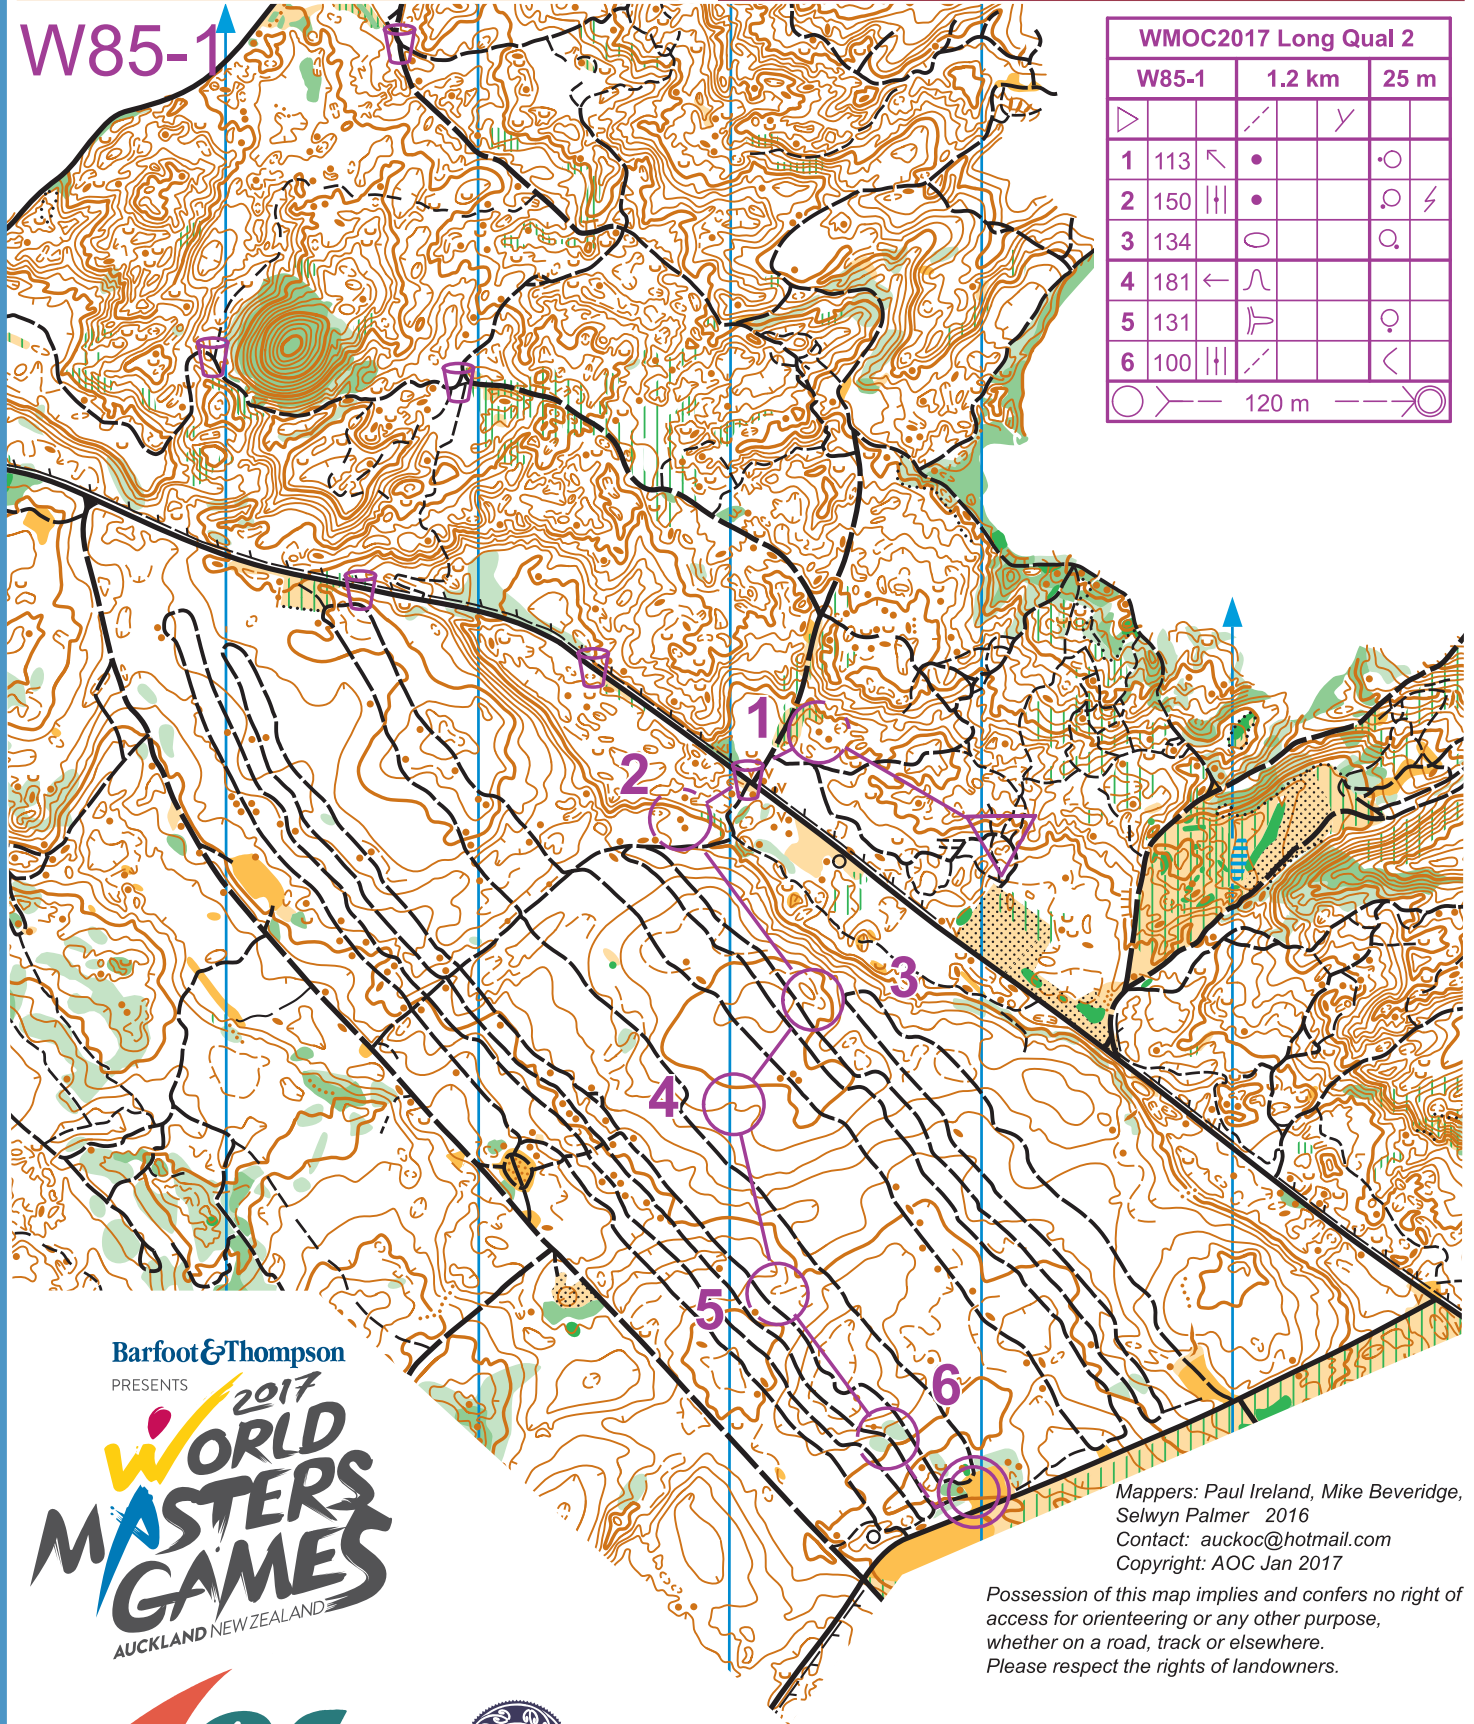 W85-1
WMOC2017 Long Qual 2
W85-1 1.2 km 25 m
1 113
2 150
3 134
4 181
5 131
6 100
120 m
1
2
3
4
5
6
Barfoot&Thompson
PRESENTS
2017
WORLD
MASTERS
GAMES
AUCKLAND NEW ZEALAND
Mappers: Paul Ireland, Mike Beveridge,
Selwyn Palmer 2016
Contact: auckoc@hotmail.com
Copyright: AOC Jan 2017
Possession of this map implies and confers no right of
access for orienteering or any other purpose,
whether on a road, track or elsewhere.
Please respect the rights of landowners.